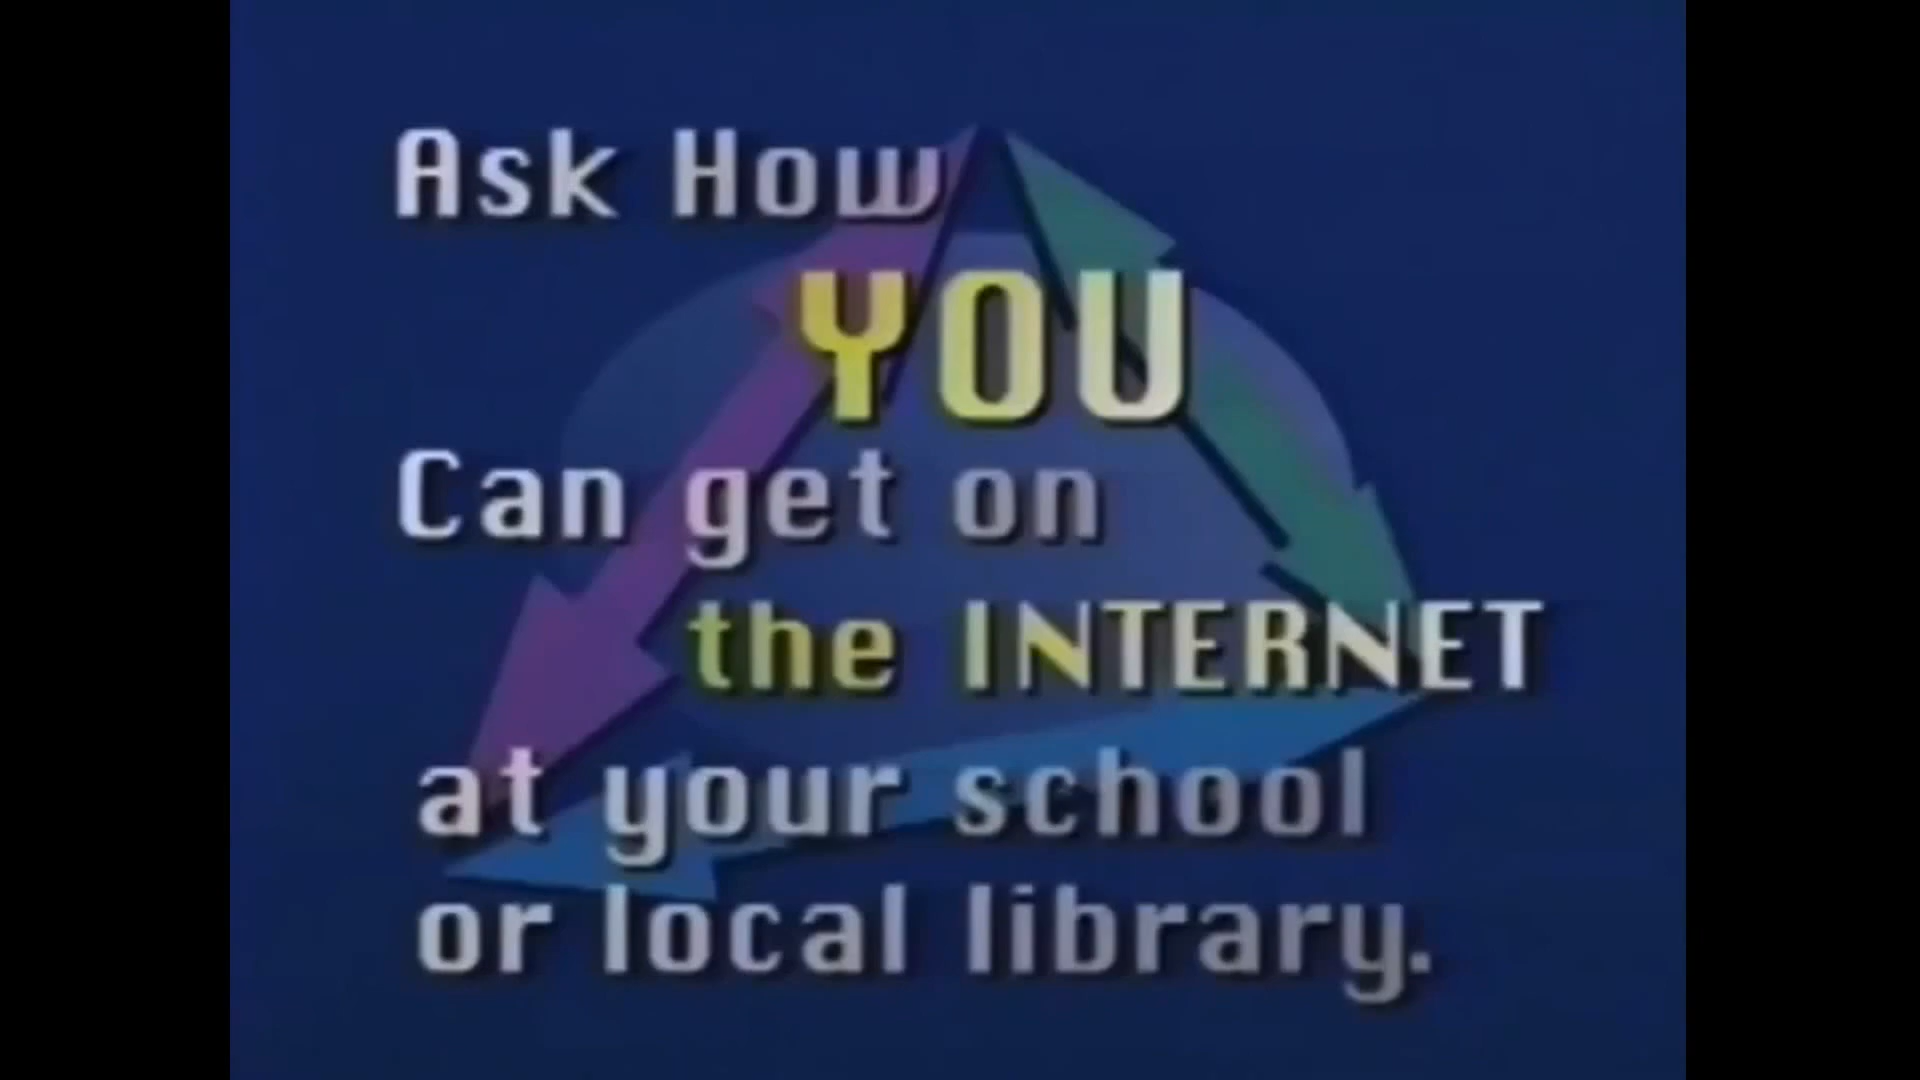 Ask How
YOU
Can get on
the INTERNET
at your school
or local library.